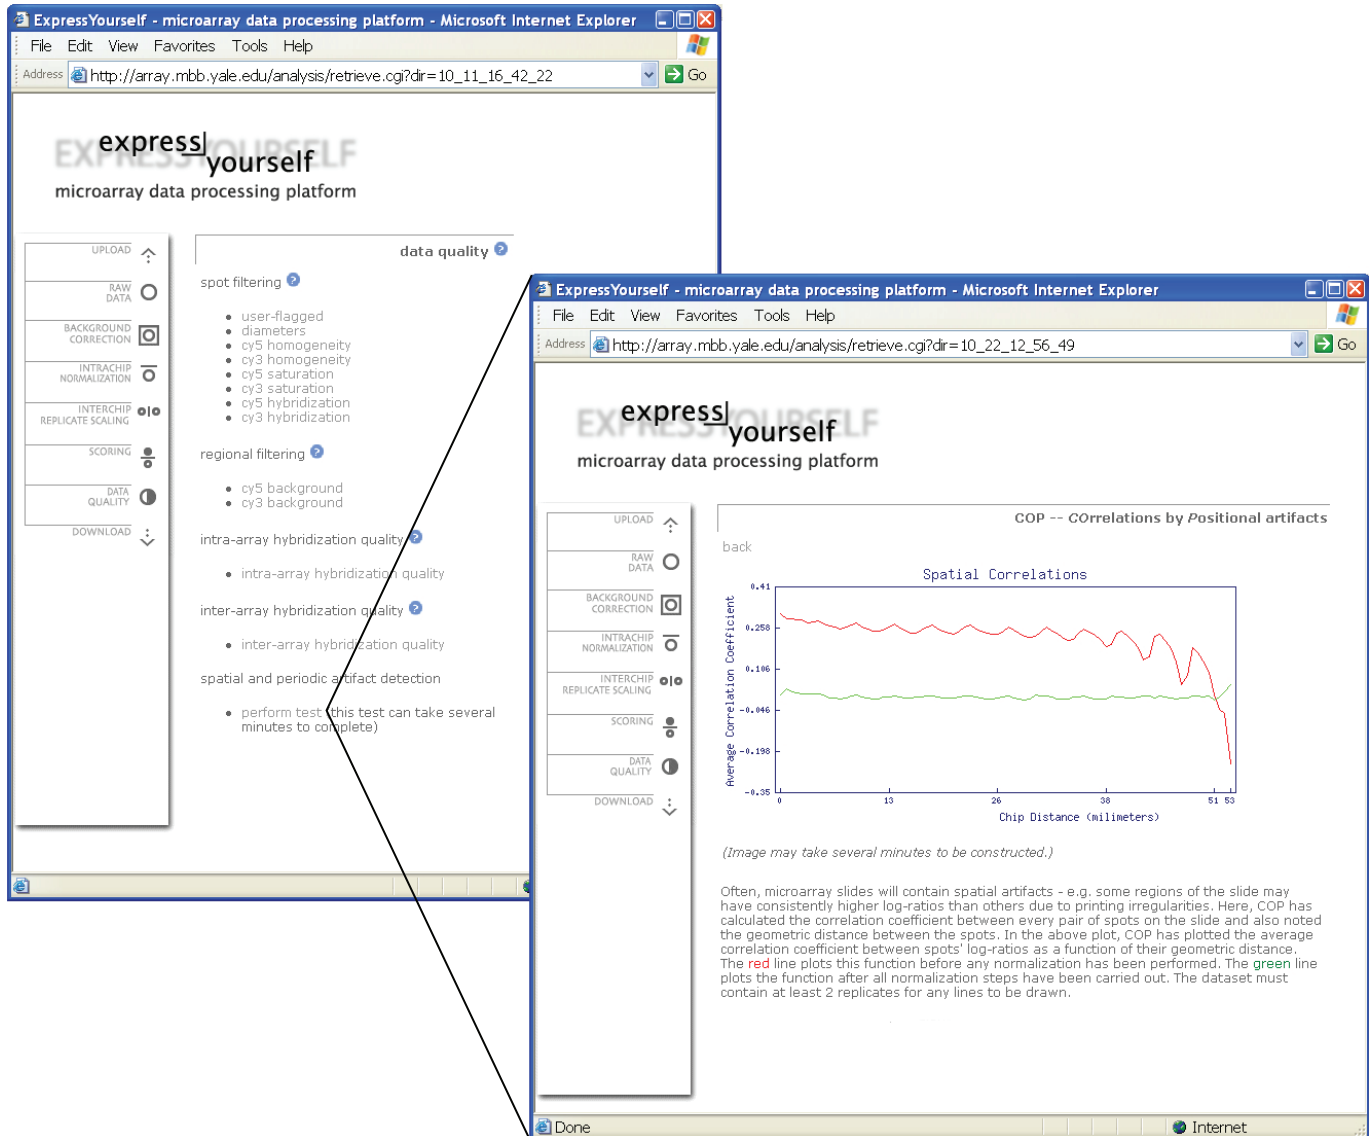 ExpressYourself - microarray data processing platform - Microsoft Internet Explorer
File Edit View Favorites Tools Help
Address http://array.mbb.yale.edu/analysis/retrieve.cgi?dir=10_11_16_42_22 Go
EXPRESSYOURSELF
express
yourself
microarray data processing platform
UPLOAD
RAW
DATA
BACKGROUND
CORRECTION
INTRACHIP
NORMALIZATION
INTERCHIP
REPLICATE SCALING
SCORING
DATA
QUALITY
DOWNLOAD
data quality ?
spot filtering ?
• user-flagged
• diameters
• cy5 homogeneity
• cy3 homogeneity
• cy5 saturation
• cy3 saturation
• cy5 hybridization
• cy3 hybridization
regional filtering ?
• cy5 background
• cy3 background
intra-array hybridization quality ?
• intra-array hybridization quality
inter-array hybridization quality ?
• inter-array hybridization quality
spatial and periodic artifact detection
• perform test (this test can take several
minutes to complete)
ExpressYourself - microarray data processing platform - Microsoft Internet Explorer
File Edit View Favorites Tools Help
Address http://array.mbb.yale.edu/analysis/retrieve.cgi?dir=10_22_12_56_49 Go
EXPRESSYOURSELF
express
yourself
microarray data processing platform
UPLOAD
RAW
DATA
BACKGROUND
CORRECTION
INTRACHIP
NORMALIZATION
INTERCHIP
REPLICATE SCALING
SCORING
DATA
QUALITY
DOWNLOAD
COP -- COrrelations by Positional artifacts
back
Spatial Correlations
Average Correlation Coefficient
0.41
0.258
0.106
-0.046
-0.198
-0.35
0 13 26 38 51 53
Chip Distance (milimeters)
(Image may take several minutes to be constructed.)
Often, microarray slides will contain spatial artifacts - e.g. some regions of the slide may
have consistently higher log-ratios than others due to printing irregularities. Here, COP has
calculated the correlation coefficient between every pair of spots on the slide and also noted
the geometric distance between the spots. In the above plot, COP has plotted the average
correlation coefficient between spots' log-ratios as a function of their geometric distance.
The red line plots this function before any normalization has been performed. The green line
plots the function after all normalization steps have been carried out. The dataset must
contain at least 2 replicates for any lines to be drawn.
Done
Internet